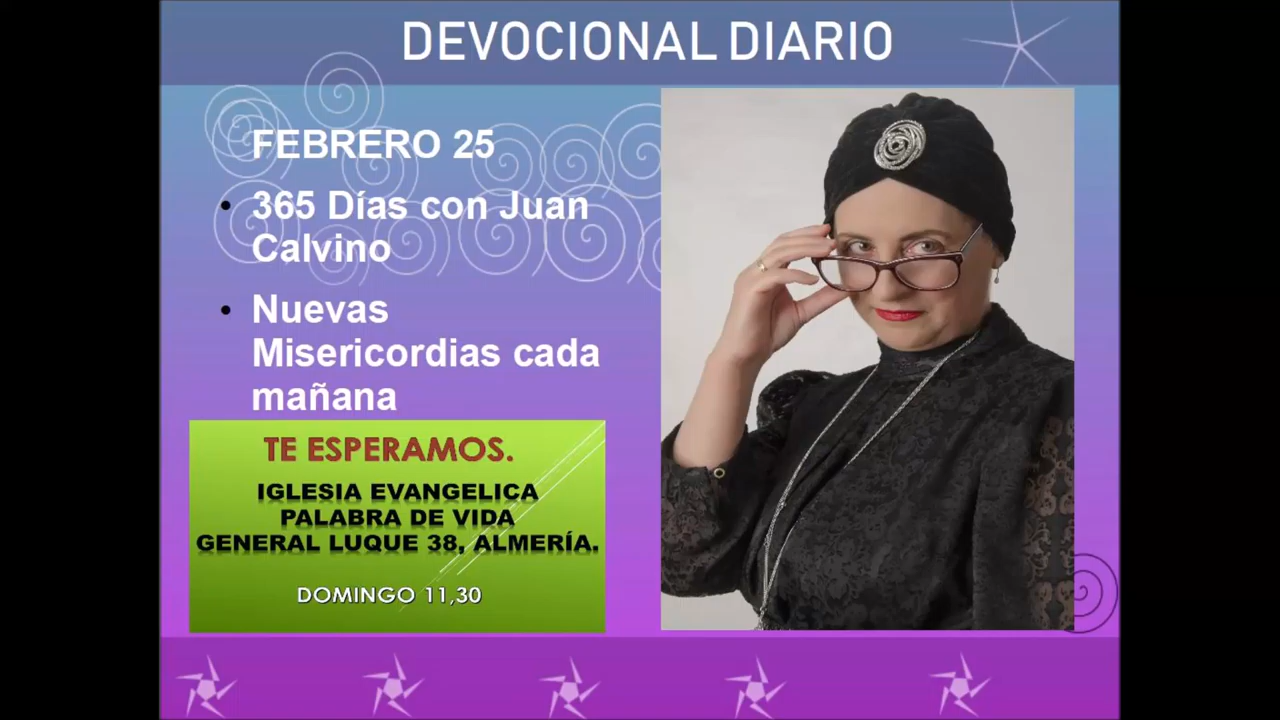 DEVOCIONAL DIARIO
FEBRERO 25
365 Días con Juan
Calvino
Nuevas
Misericordias cada
mañana
TE ESPERAMOS.
IGLESIA EVANGELICA
PALABRA DE VIDA
GENERAL LUQUE 38, ALMERÍA.
DOMINGO 11,30